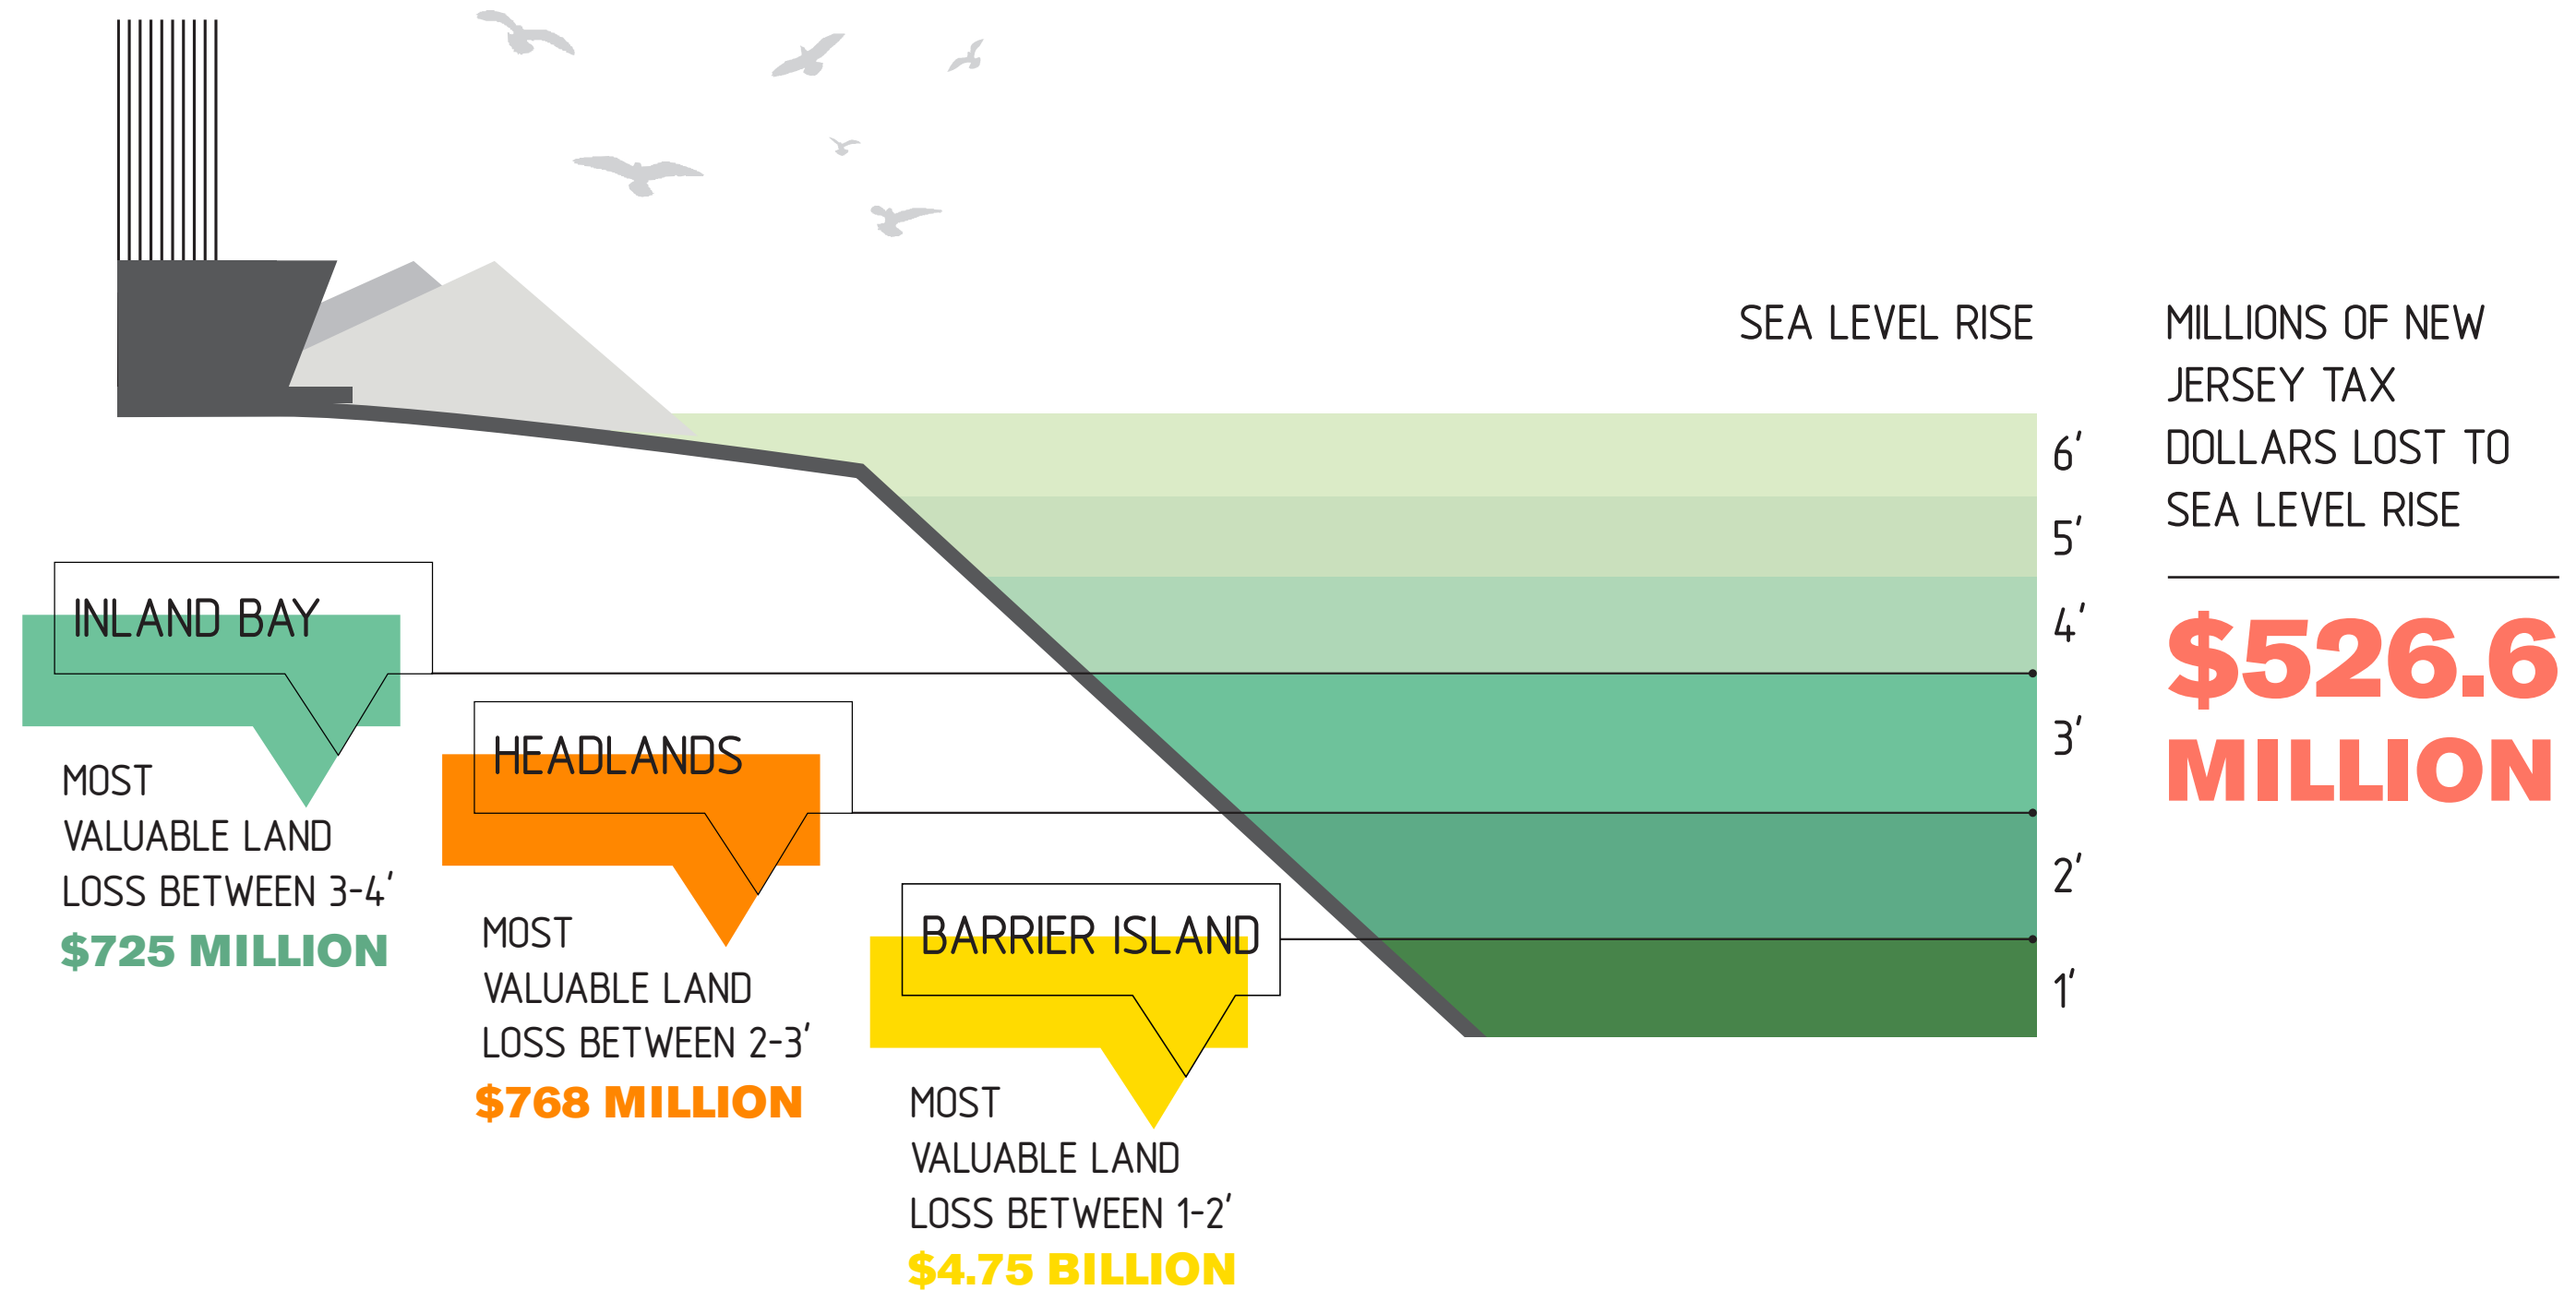 SEA LEVEL RISE
6'
5'
4'
3'
2'
1'
MILLIONS OF NEW
JERSEY TAX
DOLLARS LOST TO
SEA LEVEL RISE
$526.6
MILLION
INLAND BAY
MOST
VALUABLE LAND
LOSS BETWEEN 3-4'
$725 MILLION
HEADLANDS
MOST
VALUABLE LAND
LOSS BETWEEN 2-3'
$768 MILLION
BARRIER ISLAND
MOST
VALUABLE LAND
LOSS BETWEEN 1-2'
$4.75 BILLION